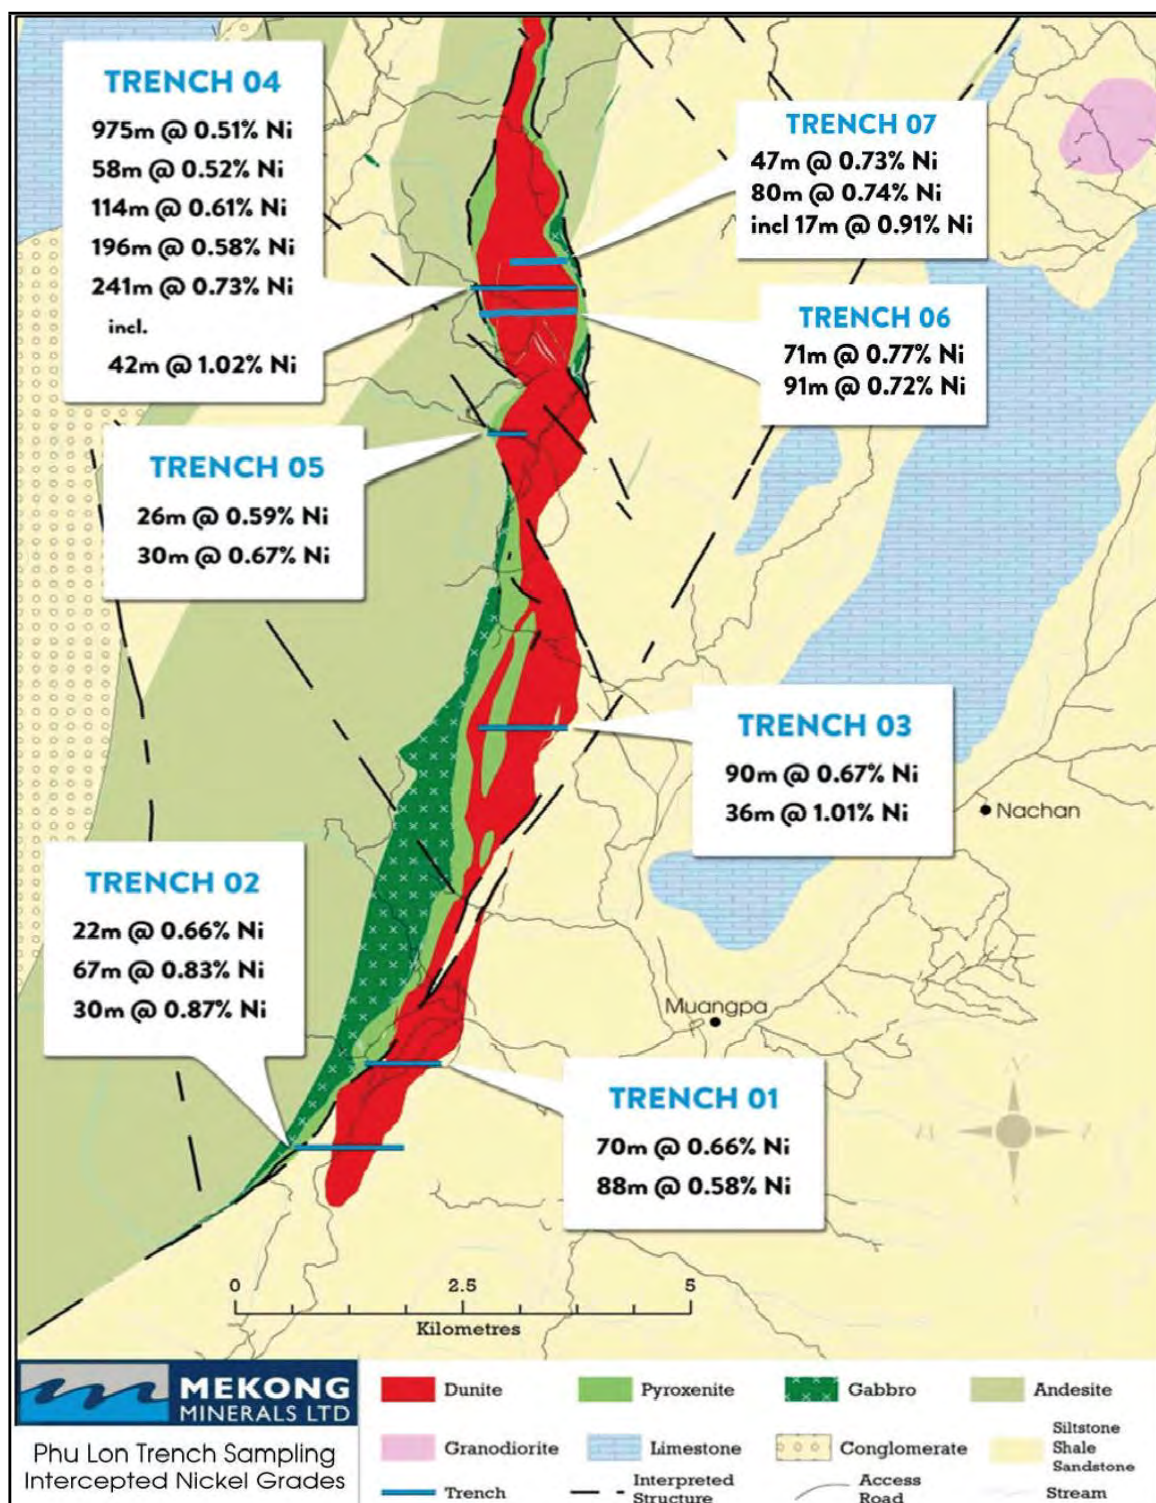 TRENCH 04
975m @ 0.51% Ni
58m @ 0.52% Ni
114m @ 0.61% Ni
196m @ 0.58% Ni
241m @ 0.73% Ni
incl.
42m @ 1.02% Ni
TRENCH 07
47m @ 0.73% Ni
80m @ 0.74% Ni
incl 17m @ 0.91% Ni
TRENCH 06
71m @ 0.77% Ni
91m @ 0.72% Ni
TRENCH 05
26m @ 0.59% Ni
30m @ 0.67% Ni
TRENCH 03
90m @ 0.67% Ni
36m @ 1.01% Ni
Nachan
TRENCH 02
22m @ 0.66% Ni
67m @ 0.83% Ni
30m @ 0.87% Ni
Muangpa
TRENCH 01
70m @ 0.66% Ni
88m @ 0.58% Ni
0 2.5 5
Kilometres
MEKONG
MINERALS LTD
Phu Lon Trench Sampling
Intercepted Nickel Grades
Dunite
Pyroxenite
Gabbro
Andesite
Granodiorite
Limestone
Conglomerate
Siltstone
Shale
Sandstone
Trench
Interpreted
Structure
Access
Road
Stream